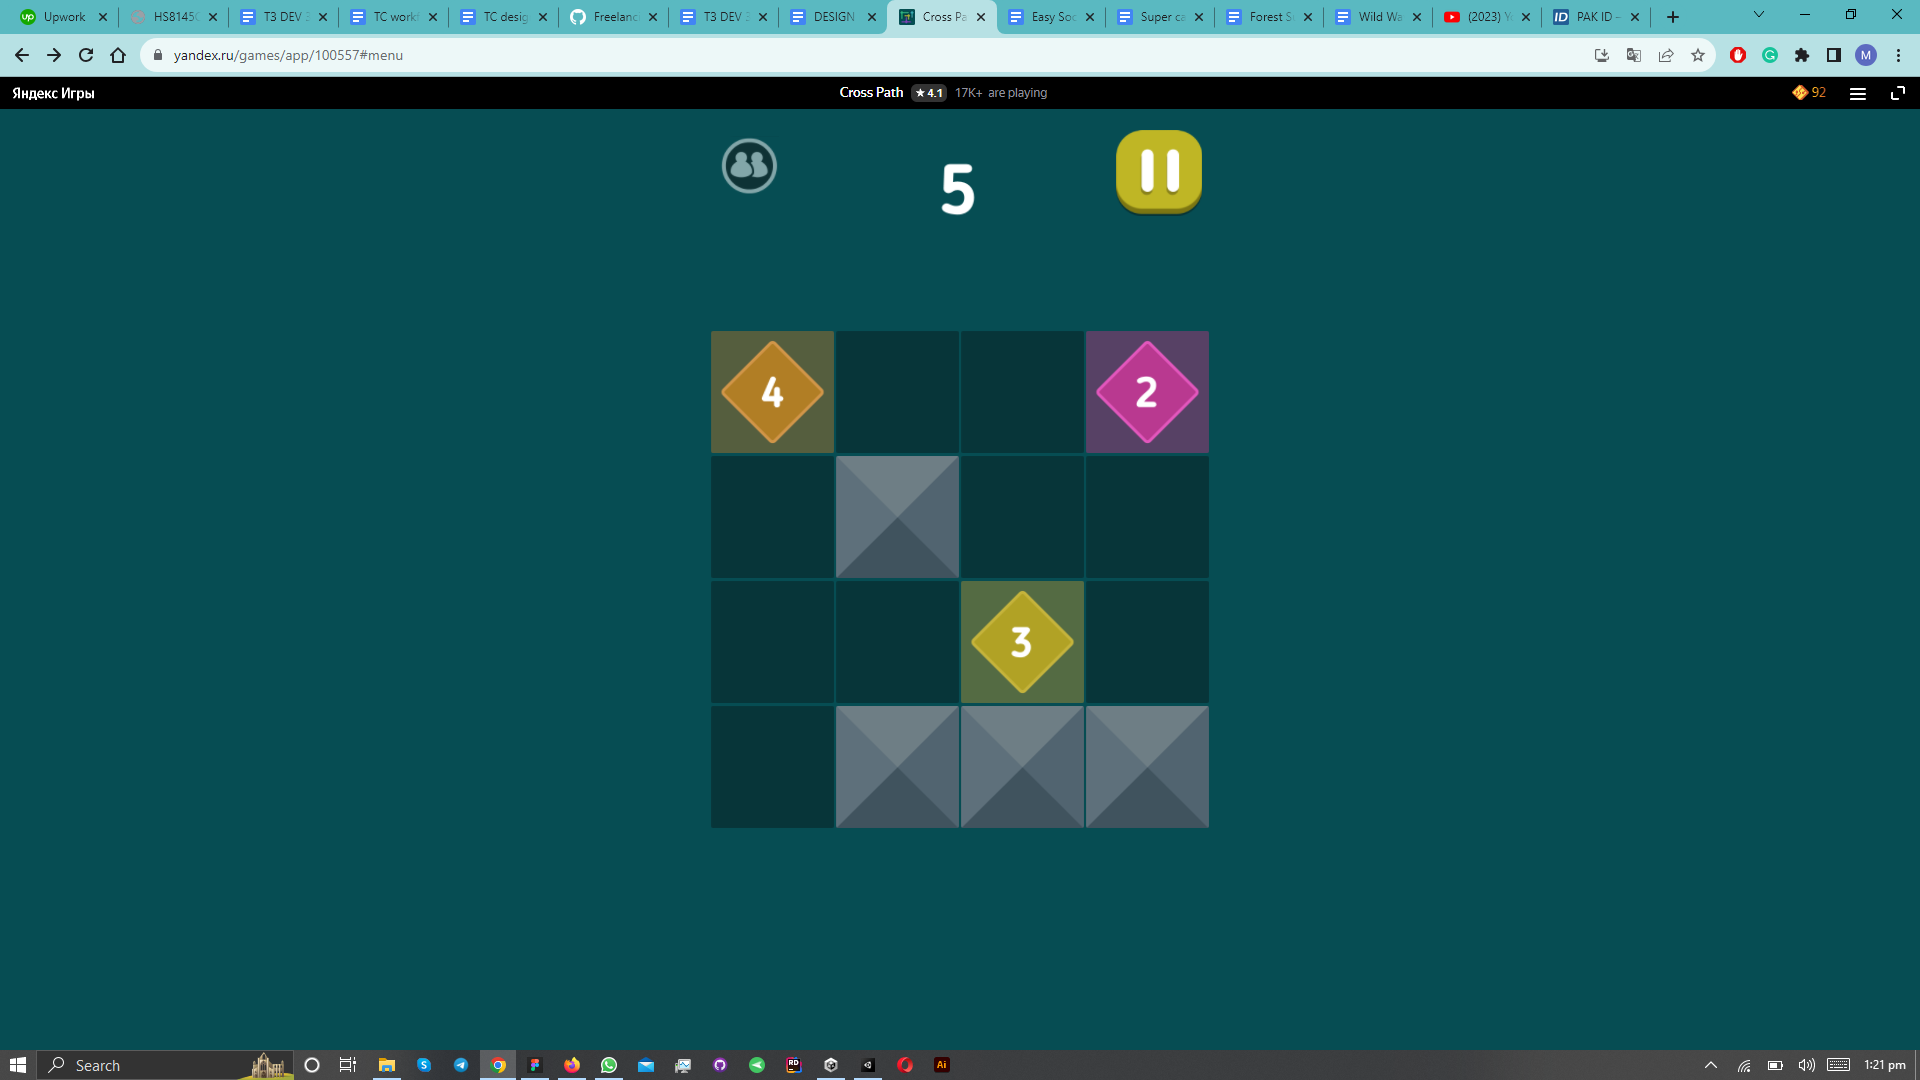 Upwork
HS8145
T3 DEV
TC work
TC desig
Freelanc
T3 DEV
DESIGN
Cross Pa
Easy Soc
Super ca
Forest S
Wild Wa
(2023) Y
PAK ID -
yandex.ru/games/app/100557#menu
M
Яндекс Игры
Cross Path
★ 4.1
17K+ are playing
92
5
4
2
3
Search
1:21 pm